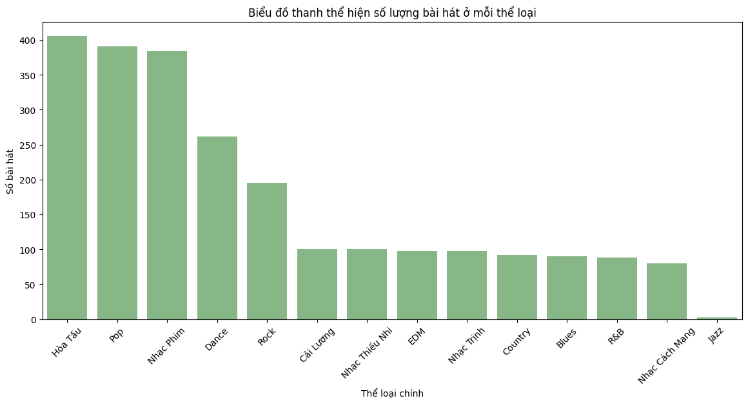 Biểu đồ thanh thể hiện số lượng bài hát ở mỗi thể loại
Số bài hát
400
350
300
250
200
150
100
50
0
Hòa Tấu
Pop
Nhạc Phim
Dance
Rock
Cải Lương
Nhạc Thiếu Nhi
EDM
Nhạc Trịnh
Country
Blues
R&B
Nhạc Cách Mạng
Jazz
Thể loại chính